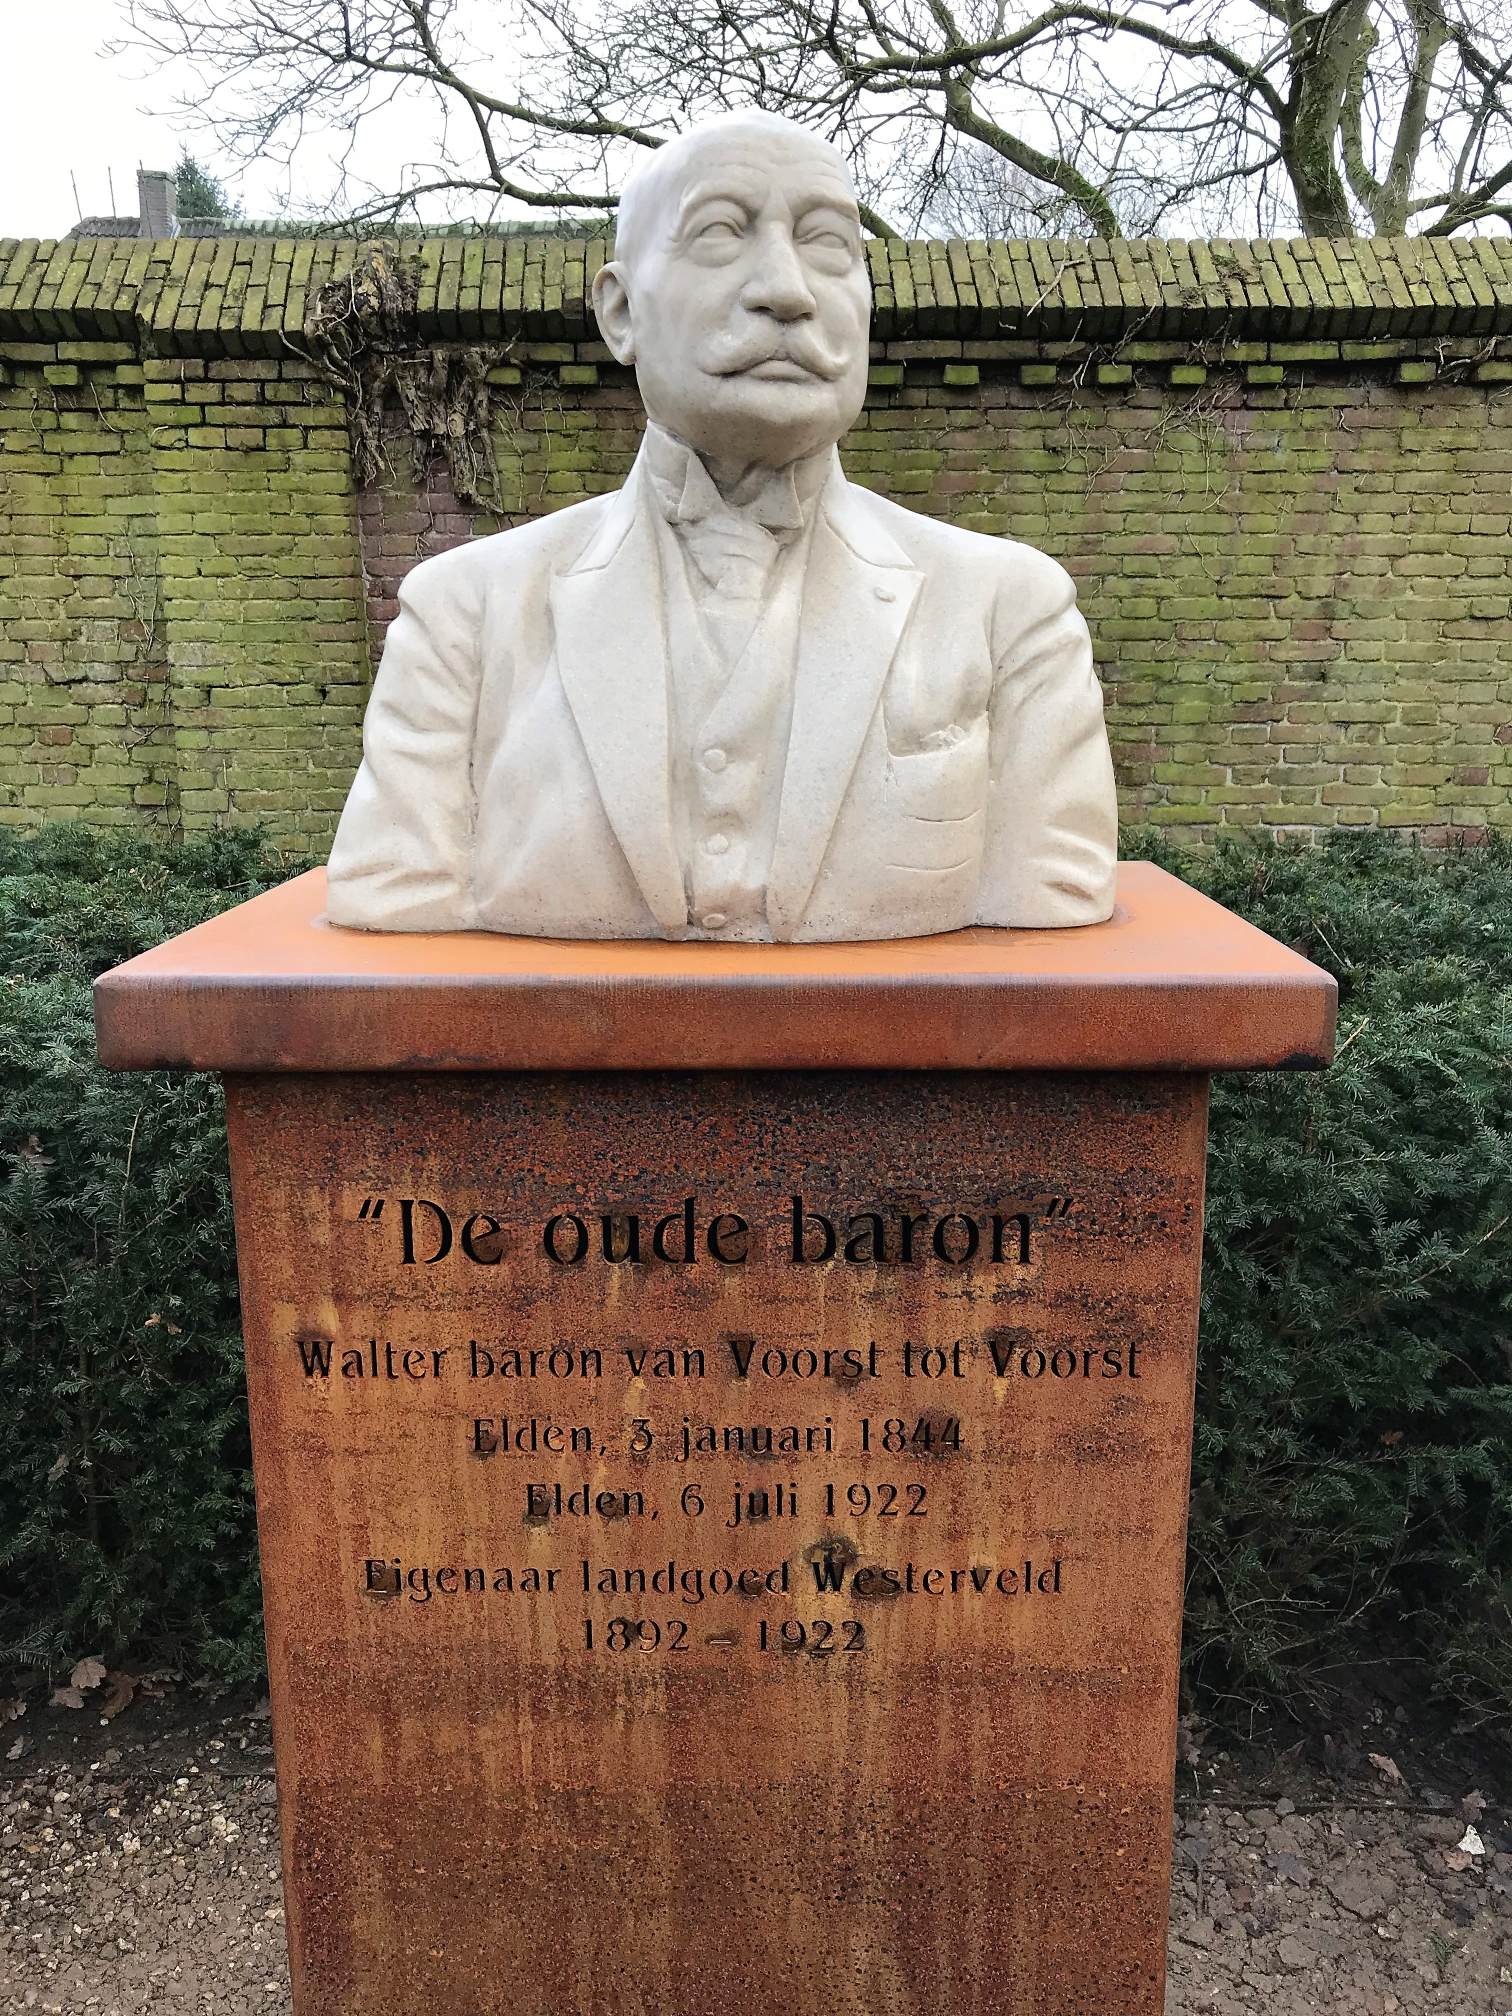 “De oude baron”
Walter baron van Voorst tot Voorst
Elden, 3 januari 1844
Elden, 6 juli 1922
Eigenaar landgoed Westerveld
1892 – 1922